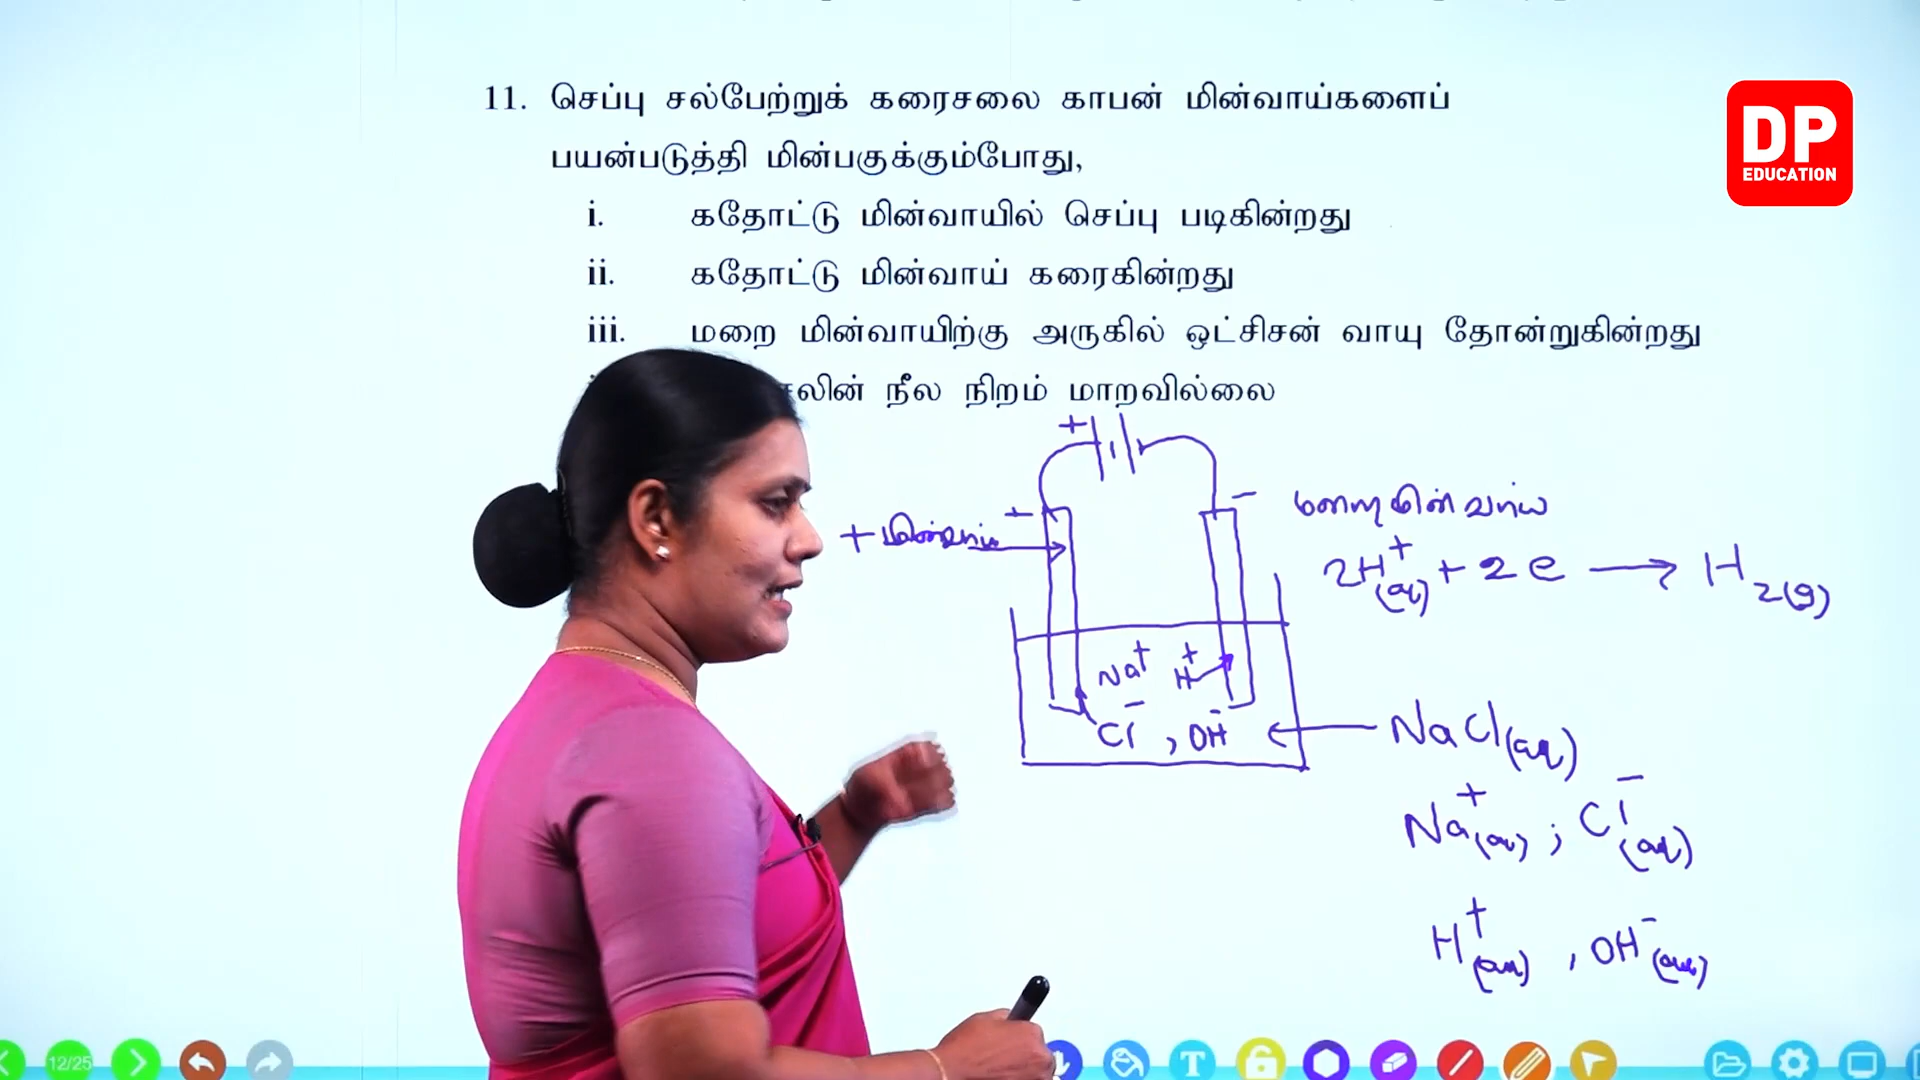 DP
EDUCATION
11. செப்பு சல்பேற்றுக் கரைசலை காபன் மின்வாய்களைப்
பயன்படுத்தி மின்பகுக்கும்போது,
i. கதோட்டு மின்வாயில் செப்பு படிகின்றது
ii. கதோட்டு மின்வாய் கரைகின்றது
iii. மறை மின்வாயிற்கு அருகில் ஒட்சிசன் வாயு தோன்றுகின்றது
நீல நிறம் மாறவில்லை
+
+ −
+ மின்வாய்
மறை மின்வாய்
2H⁺(aq) + 2e → H₂(g)
Na⁺ H⁺
Cl⁻, OH⁻
NaCl(aq)
Na⁺(aq) ; Cl⁻(aq)
H⁺(aq) , OH⁻(aq)
12/25
T